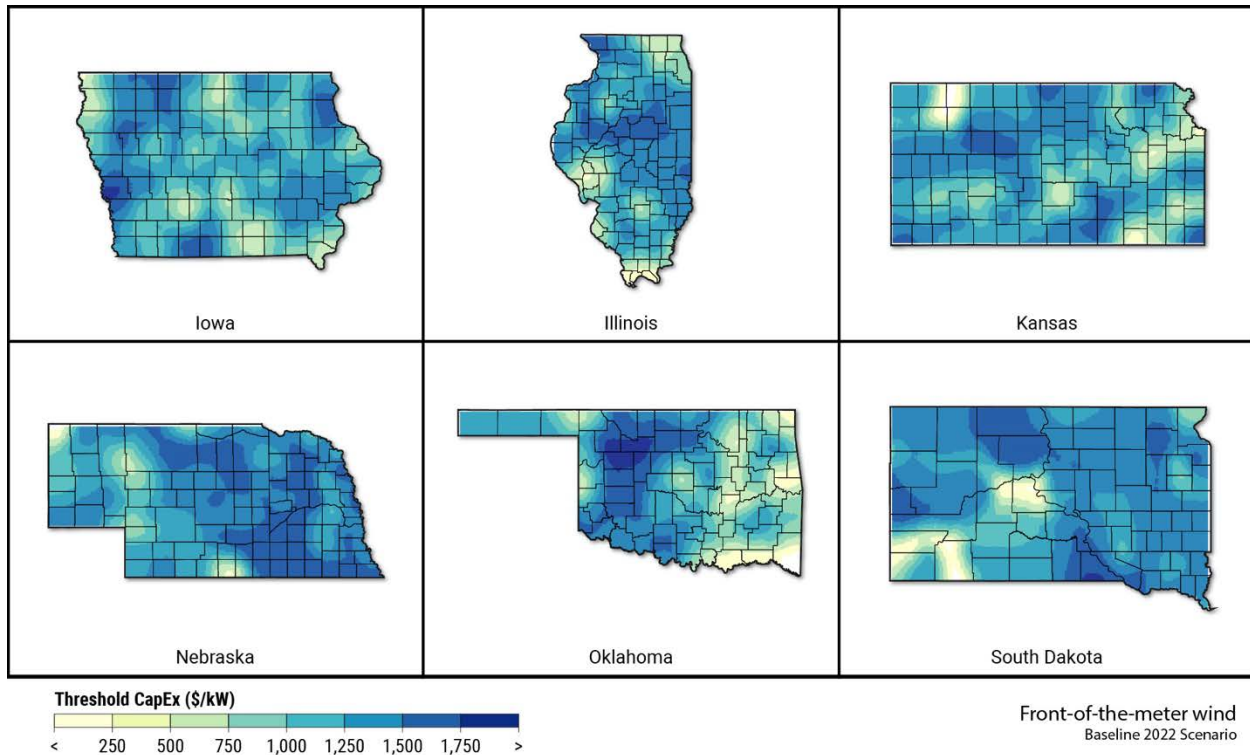 Iowa
Illinois
Kansas
Nebraska
Oklahoma
South Dakota
Threshold CapEx ($/kW)
< 250 500 750 1,000 1,250 1,500 1,750 >
Front-of-the-meter wind
Baseline 2022 Scenario